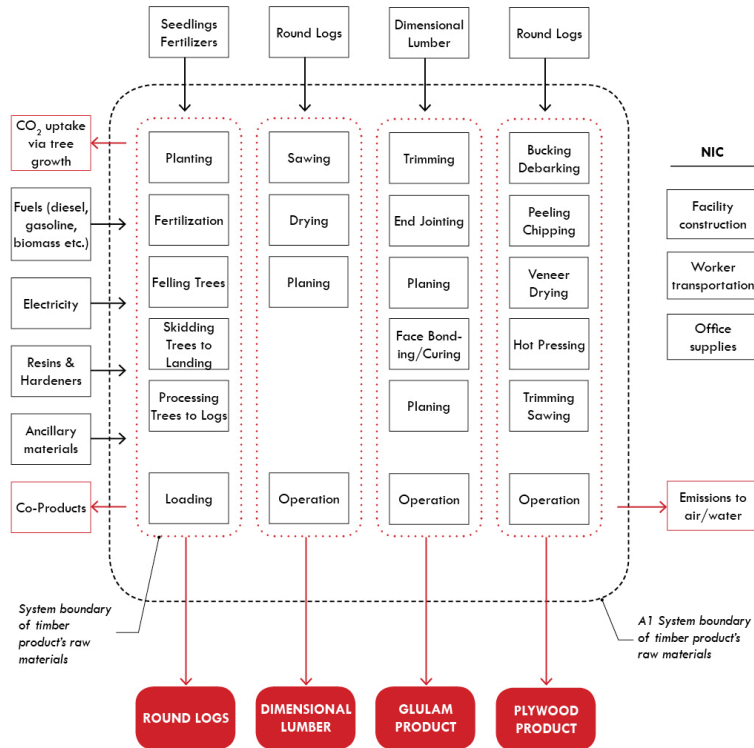 Seedlings
Fertilizers
Round Logs
Dimensional
Lumber
Round Logs
CO₂ uptake
via tree
growth
Fuels (diesel,
gasoline,
biomass etc.)
Electricity
Resins &
Hardeners
Ancillary
materials
Co-Products
Planting
Fertilization
Felling Trees
Skidding
Trees to
Landing
Processing
Trees to Logs
Loading
Sawing
Drying
Planing
Operation
Trimming
End Jointing
Planing
Face Bond-
ing/Curing
Planing
Operation
Bucking
Debarking
Peeling
Chipping
Veneer
Drying
Hot Pressing
Trimming
Sawing
Operation
NIC
Facility
construction
Worker
transportation
Office
supplies
Emissions to
air/water
System boundary
of timber
product's raw
materials
A1 System boundary
of timber product's
raw materials
ROUND LOGS
DIMENSIONAL
LUMBER
GLULAM
PRODUCT
PLYWOOD
PRODUCT